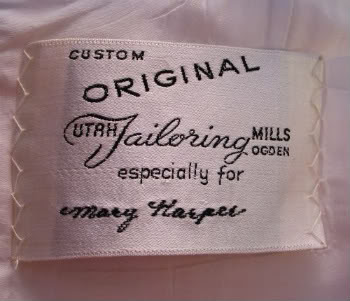 CUSTOM
ORIGINAL
UTAH Tailoring MILLS
OGDEN
especially for
Mary Harper